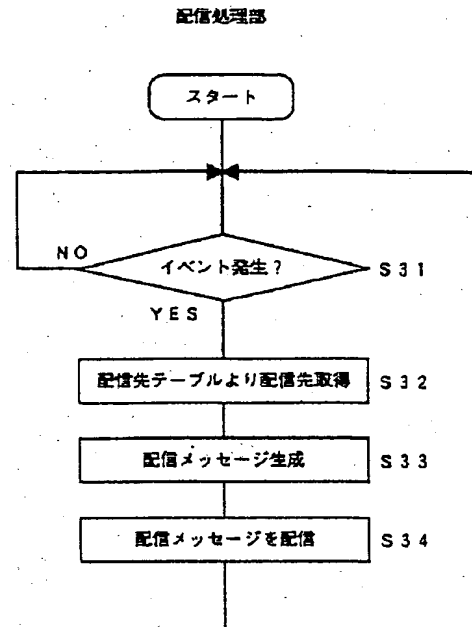 配信処理部
スタート
NO
イベント発生?
S31
YES
配信先テーブルより配信先取得
S32
配信メッセージ生成
S33
配信メッセージを配信
S34